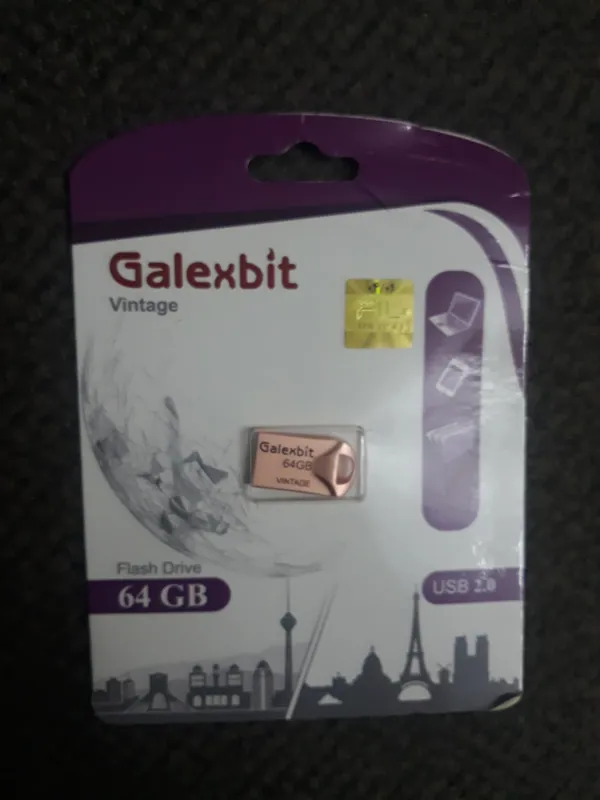 Galexbit
Vintage
Galexbit
64GB
VINTAGE
Flash Drive
64 GB
USB 2.0